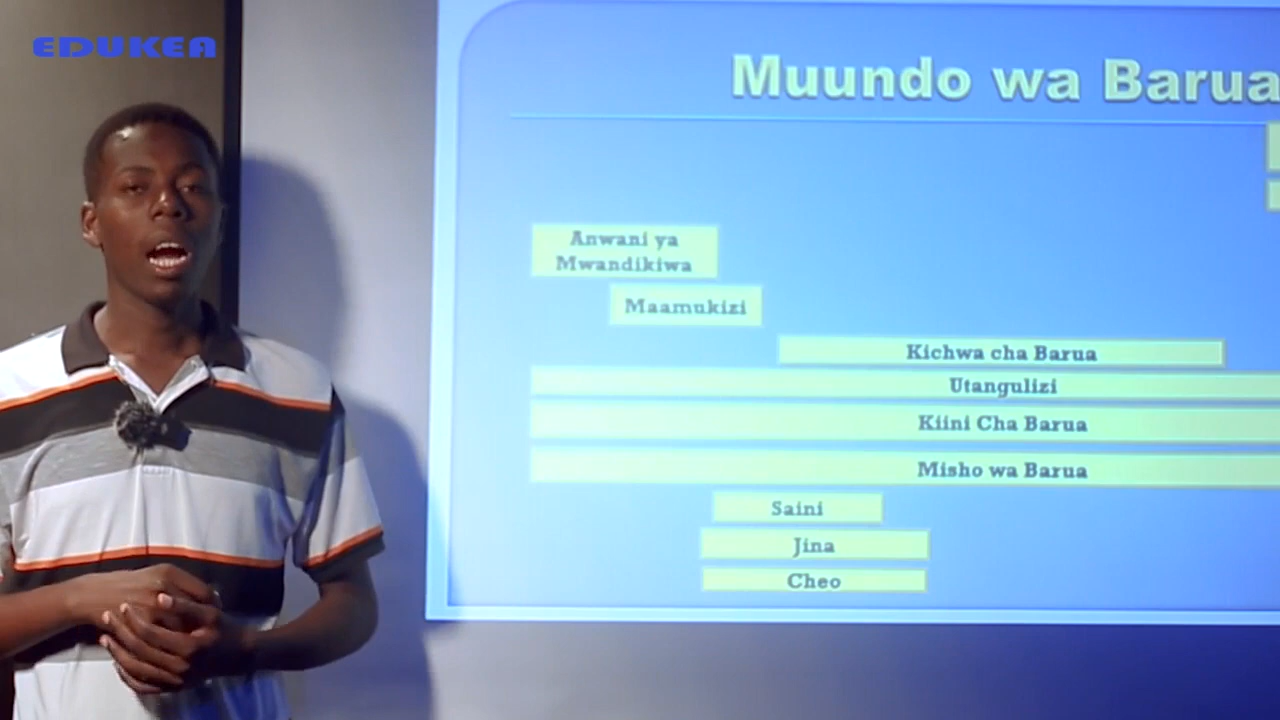 EDUKEA
Muundo wa Barua
Anwani ya
Mwandikiwa
Maamukizi
Kichwa cha Barua
Utangulizi
Kiini Cha Barua
Misho wa Barua
Saini
Jina
Cheo